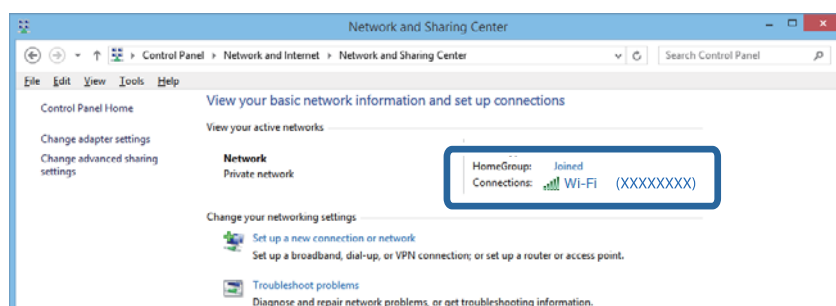 Network and Sharing Center
Control Panel Network and Internet Network and Sharing Center Search Control Panel
File Edit View Tools Help
Control Panel Home
Change adapter settings
Change advanced sharing
settings
View your basic network information and set up connections
View your active networks
Network
Private network
HomeGroup: Joined
Connections: Wi-Fi (XXXXXXXX)
Change your networking settings
Set up a new connection or network
Set up a broadband, dial-up, or VPN connection; or set up a router or access point.
Troubleshoot problems
Diagnose and repair network problems, or get troubleshooting information.